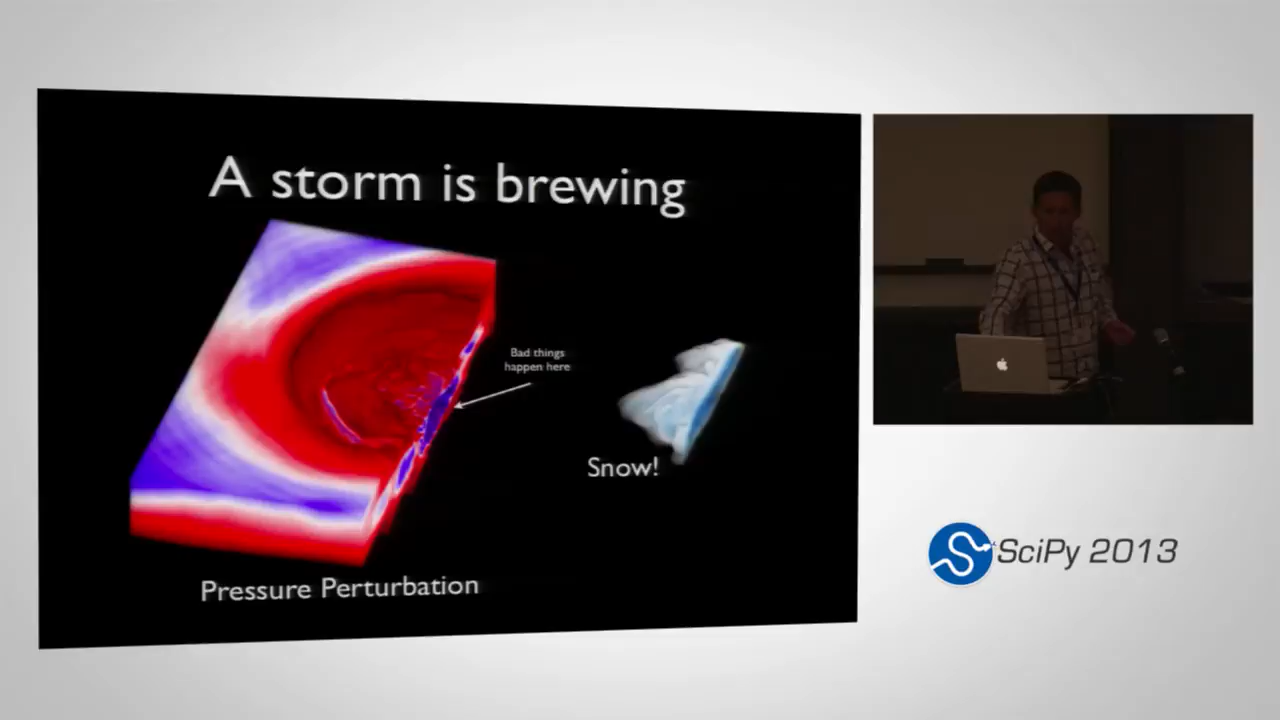 A storm is brewing
Bad things
happen here
Snow!
Pressure Perturbation
SciPy 2013